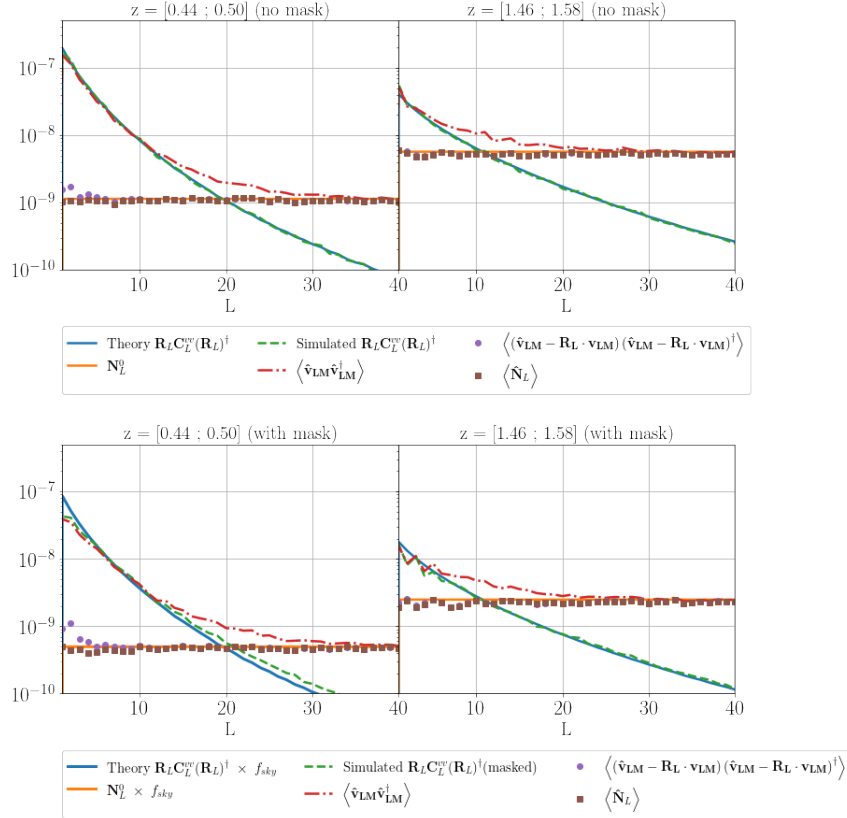 z = [0.44 ; 0.50] (no mask) z = [1.46 ; 1.58] (no mask)
10⁻⁷
10⁻⁸
10⁻⁹
10⁻¹⁰
10 20 30 40 10 20 30 40
L L
Theory R_L C_L^{vv} (R_L)^† Simulated R_L C_L^{vv} (R_L)^† ⟨(v̂_LM − R_L · v_LM) (v̂_LM − R_L · v_LM)^†⟩
N_L^0 ⟨v̂_LM v̂_LM^†⟩ ⟨N̂_L⟩
z = [0.44 ; 0.50] (with mask) z = [1.46 ; 1.58] (with mask)
10⁻⁷
10⁻⁸
10⁻⁹
10⁻¹⁰
10 20 30 40 10 20 30 40
L L
Theory R_L C_L^{vv} (R_L)^† × f_{sky} Simulated R_L C_L^{vv} (R_L)^†(masked) ⟨(v̂_LM − R_L · v_LM) (v̂_LM − R_L · v_LM)^†⟩
N_L^0 × f_{sky} ⟨v̂_LM v̂_LM^†⟩ ⟨N̂_L⟩